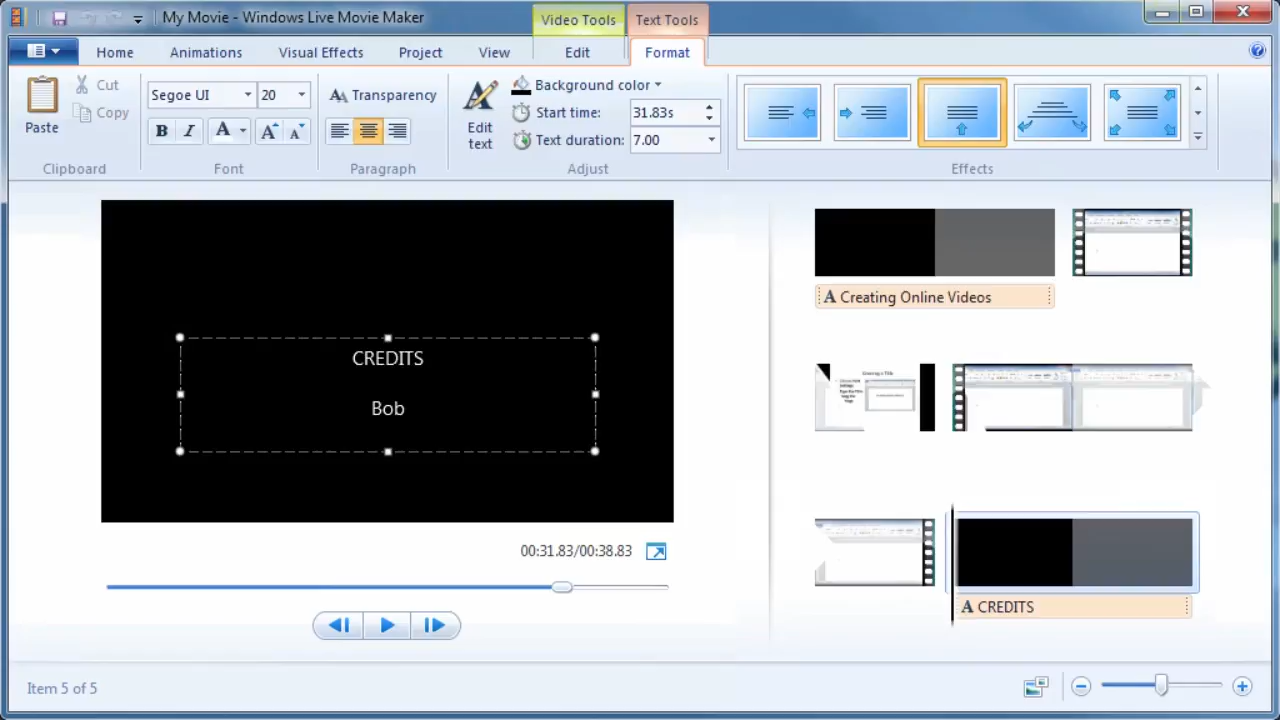 My Movie - Windows Live Movie Maker
Video Tools
Text Tools
Home
Animations
Visual Effects
Project
View
Edit
Format
Paste
Cut
Copy
Clipboard
Segoe UI
20
B I A A A
Font
AA Transparency
Paragraph
Edit text
Background color
Start time: 31.83s
Text duration: 7.00
Adjust
Effects
CREDITS
Bob
00:31.83/00:38.83
A Creating Online Videos
Creating a Title
A CREDITS
Item 5 of 5